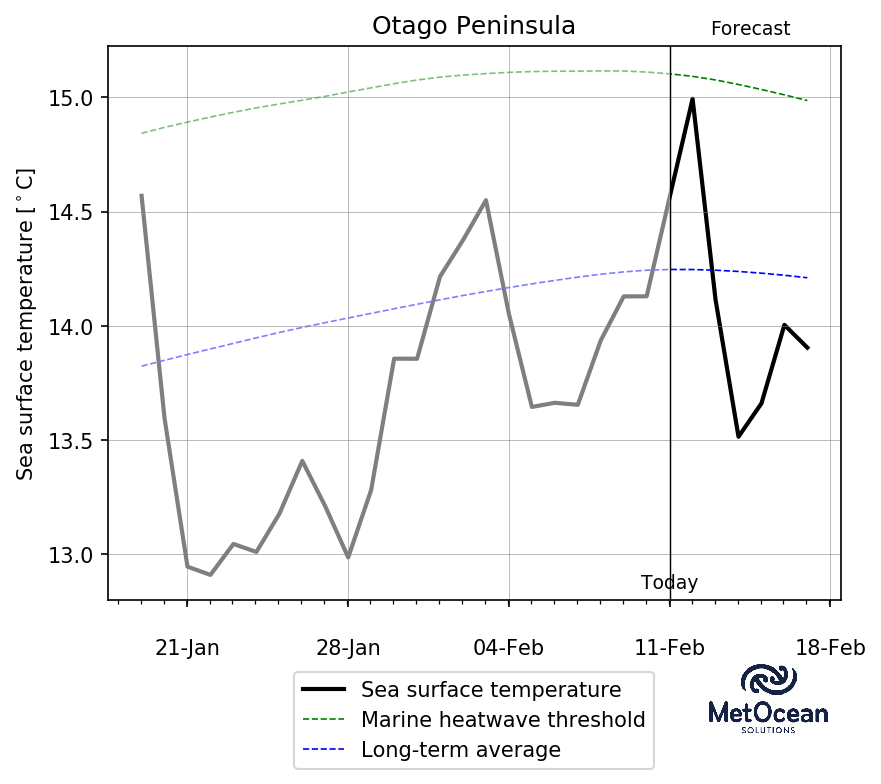 Otago Peninsula
Forecast
Sea surface temperature [°C]
15.0
14.5
14.0
13.5
13.0
Today
21-Jan
28-Jan
04-Feb
11-Feb
18-Feb
Sea surface temperature
Marine heatwave threshold
Long-term average
MetOcean
SOLUTIONS